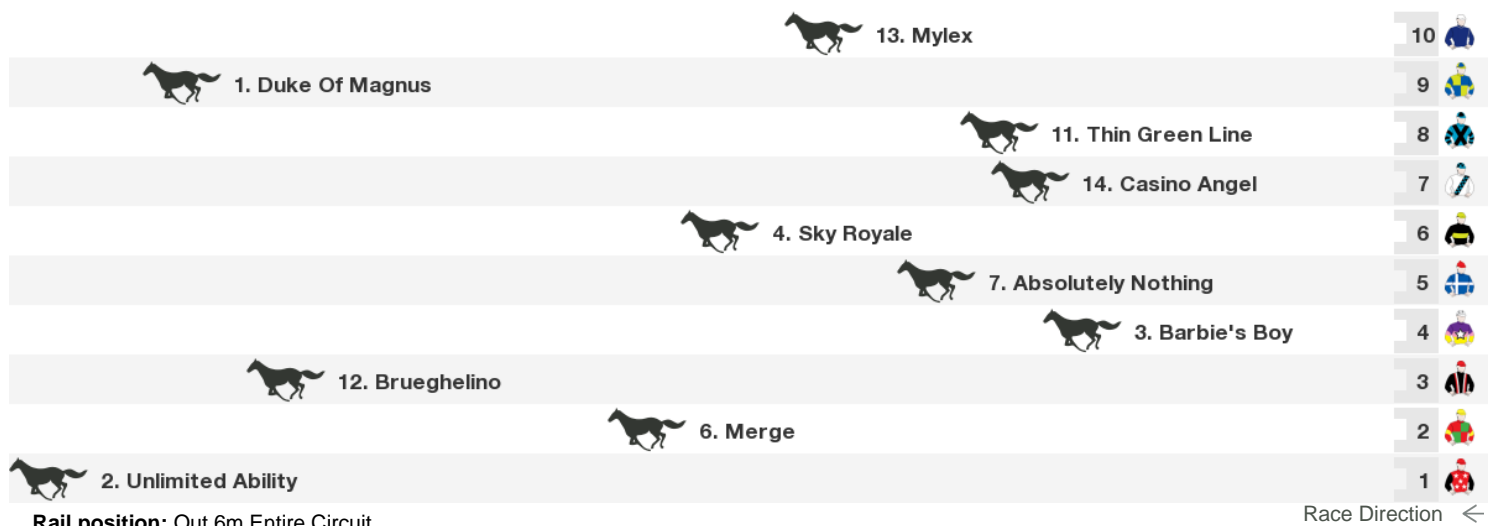 13. Mylex 10
1. Duke Of Magnus 9
11. Thin Green Line 8
14. Casino Angel 7
4. Sky Royale 6
7. Absolutely Nothing 5
3. Barbie's Boy 4
12. Brueghelino 3
6. Merge 2
2. Unlimited Ability 1
Rail position: Out 6m Entire Circuit
Race Direction